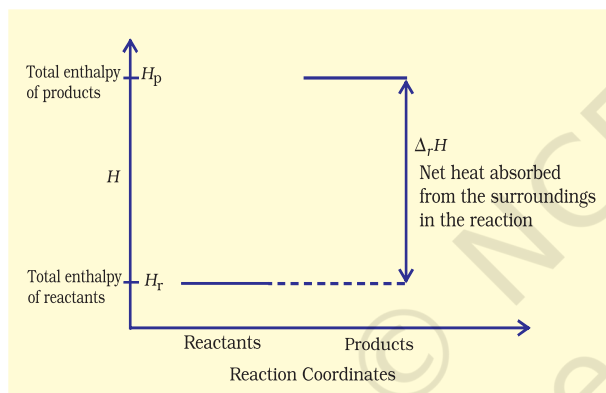 Total enthalpy
of products
Hp
H
ΔrH
Net heat absorbed
from the surroundings
in the reaction
Total enthalpy
of reactants
Hr
Reactants
Products
Reaction Coordinates
© NCE